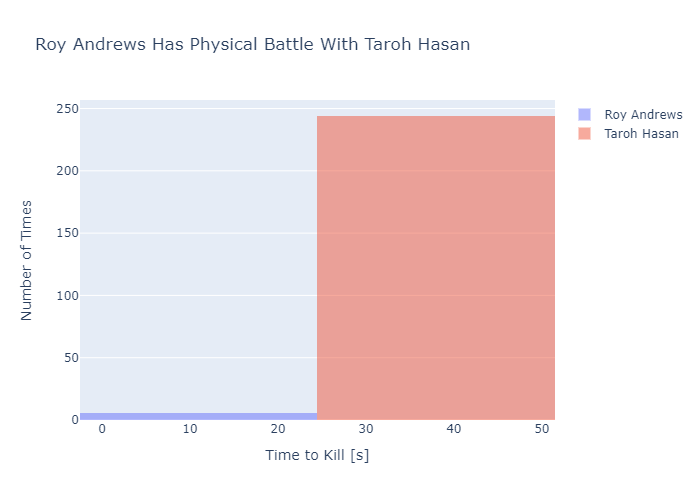 Roy Andrews Has Physical Battle With Taroh Hasan
Roy Andrews
Taroh Hasan
250
200
150
100
50
0
Number of Times
0 10 20 30 40 50
Time to Kill [s]